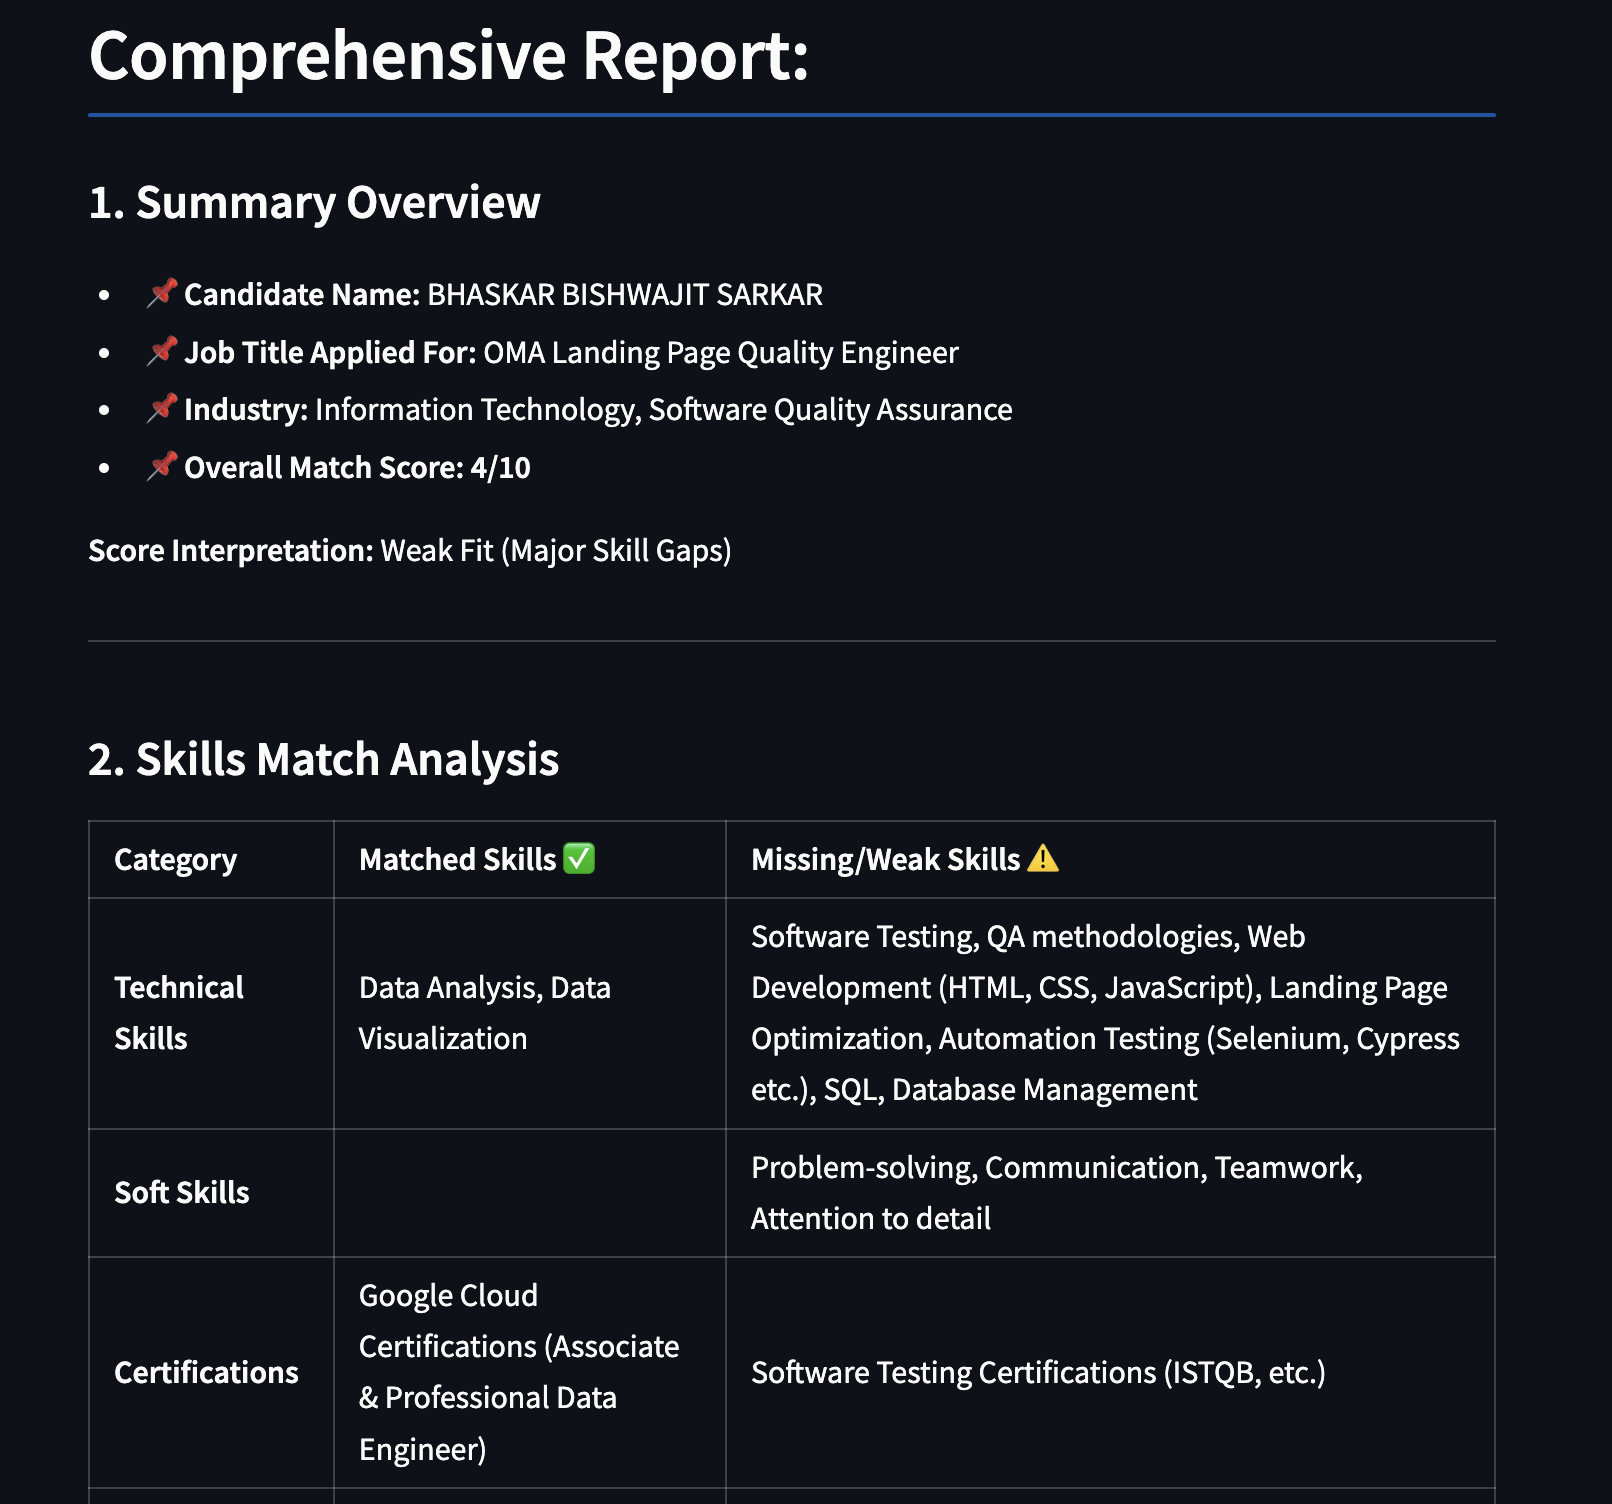 Comprehensive Report:
1. Summary Overview
• 📌 Candidate Name: BHASKAR BISHWAJIT SARKAR
• 📌 Job Title Applied For: OMA Landing Page Quality Engineer
• 📌 Industry: Information Technology, Software Quality Assurance
• 📌 Overall Match Score: 4/10
Score Interpretation: Weak Fit (Major Skill Gaps)
2. Skills Match Analysis
Category
Matched Skills ✅
Missing/Weak Skills ⚠️
Technical
Skills
Data Analysis, Data
Visualization
Software Testing, QA methodologies, Web
Development (HTML, CSS, JavaScript), Landing Page
Optimization, Automation Testing (Selenium, Cypress
etc.), SQL, Database Management
Soft Skills
Problem-solving, Communication, Teamwork,
Attention to detail
Certifications
Google Cloud
Certifications (Associate
& Professional Data
Engineer)
Software Testing Certifications (ISTQB, etc.)